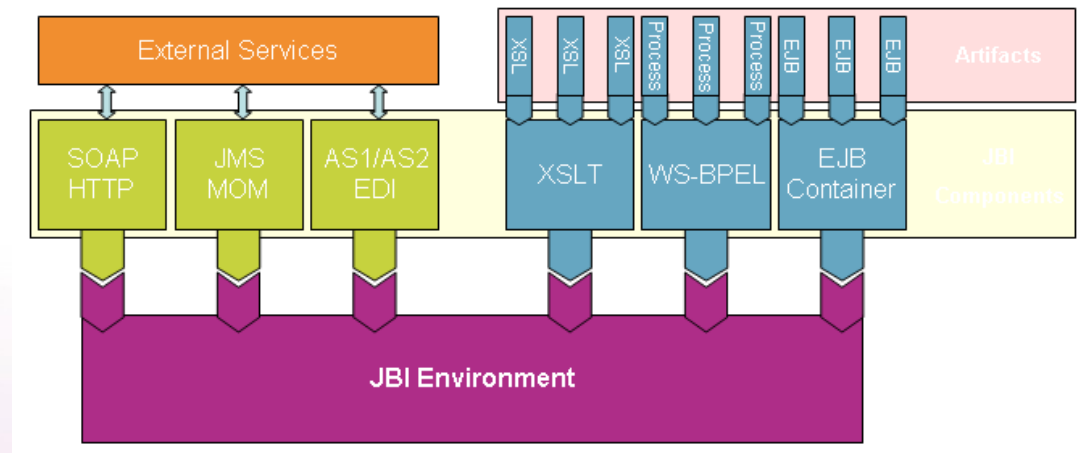 External Services
XSL
XSL
XSL
Process
Process
Process
EJB
EJB
EJB
Artifacts
SOAP
HTTP
JMS
MOM
AS1/AS2
EDI
XSLT
WS-BPEL
EJB
Container
JBI
Components
JBI Environment